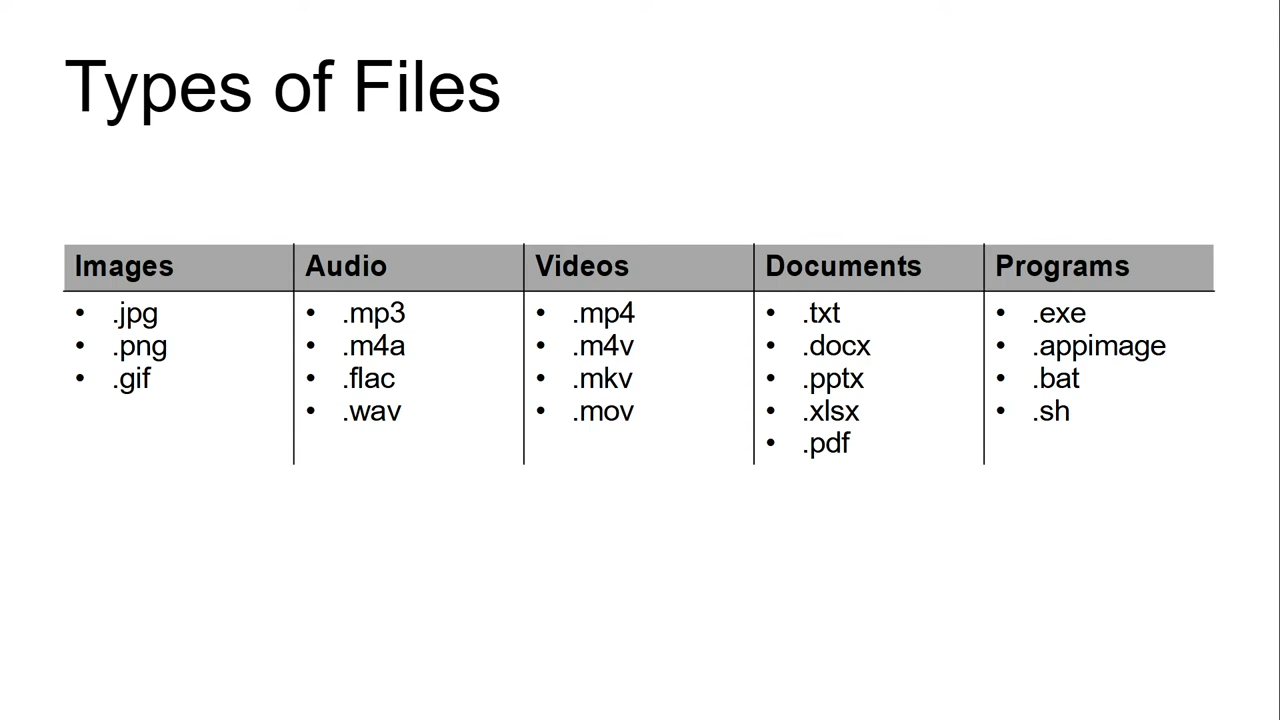 Types of Files
Images Audio Videos Documents Programs
• .jpg • .mp3 • .mp4 • .txt • .exe
• .png • .m4a • .m4v • .docx • .appimage
• .gif • .flac • .mkv • .pptx • .bat
• .wav • .mov • .xlsx • .sh
• .pdf